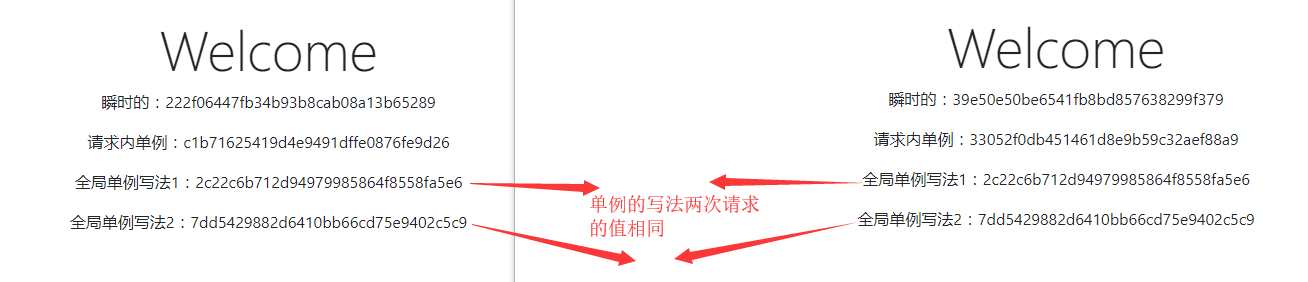 Welcome
瞬时的：222f06447fb34b93b8cab08a13b65289
请求内单例：c1b71625419d4e9491dffe0876fe9d26
全局单例写法1：2c22c6b712d94979985864f8558fa5e6
全局单例写法2：7dd5429882d6410bb66cd75e9402c5c9
单例的写法两次请求
的值相同
Welcome
瞬时的：39e50e50be6541fb8bd857638299f379
请求内单例：33052f0db451461d8e9b59c32aef88a9
全局单例写法1：2c22c6b712d94979985864f8558fa5e6
全局单例写法2：7dd5429882d6410bb66cd75e9402c5c9